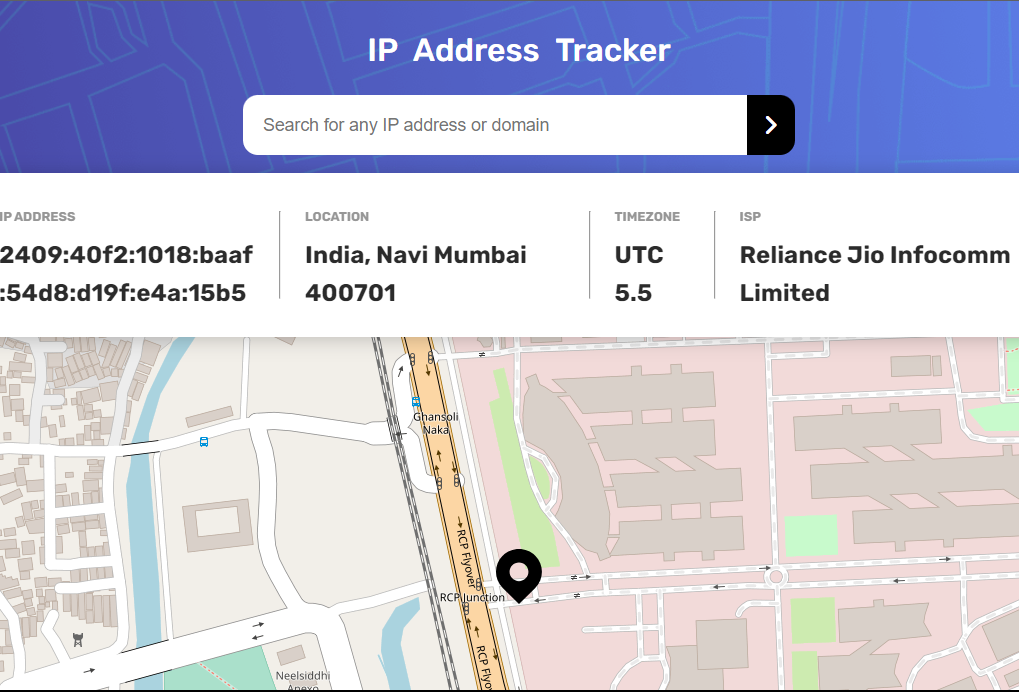 IP Address Tracker
Search for any IP address or domain
IP ADDRESS
2409:40f2:1018:baaf
:54d8:d19f:e4a:15b5
LOCATION
India, Navi Mumbai
400701
TIMEZONE
UTC
5.5
ISP
Reliance Jio Infocomm
Limited
Ghansoli
Naka
RCP Flyover
RCP Junction
RCP Flyo
Neelsiddhi
Anexo